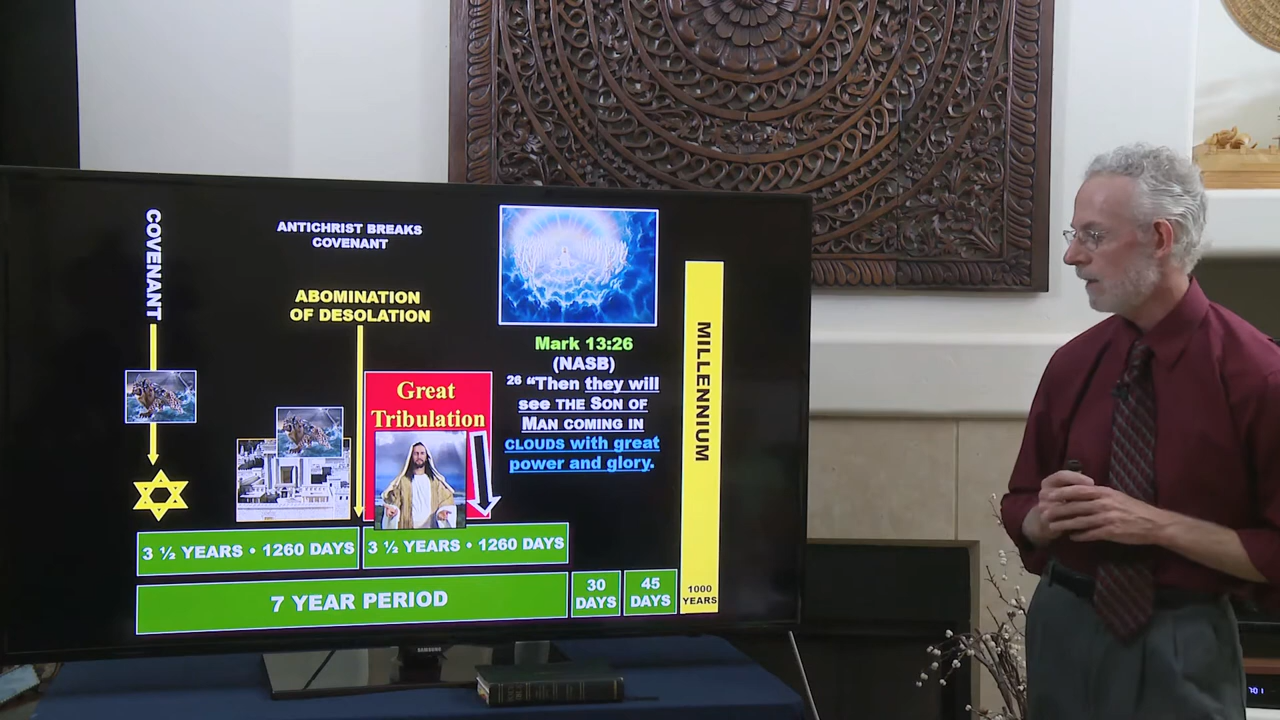 COVENANT
ANTICHRIST BREAKS
COVENANT
ABOMINATION
OF DESOLATION
Great
Tribulation
Mark 13:26
(NASB)
26 “Then they will
see THE SON OF
MAN COMING IN
CLOUDS with great
power and glory.
MILLENNIUM
1000
YEARS
3 ½ YEARS • 1260 DAYS
3 ½ YEARS • 1260 DAYS
7 YEAR PERIOD
30
DAYS
45
DAYS
SAMSUNG